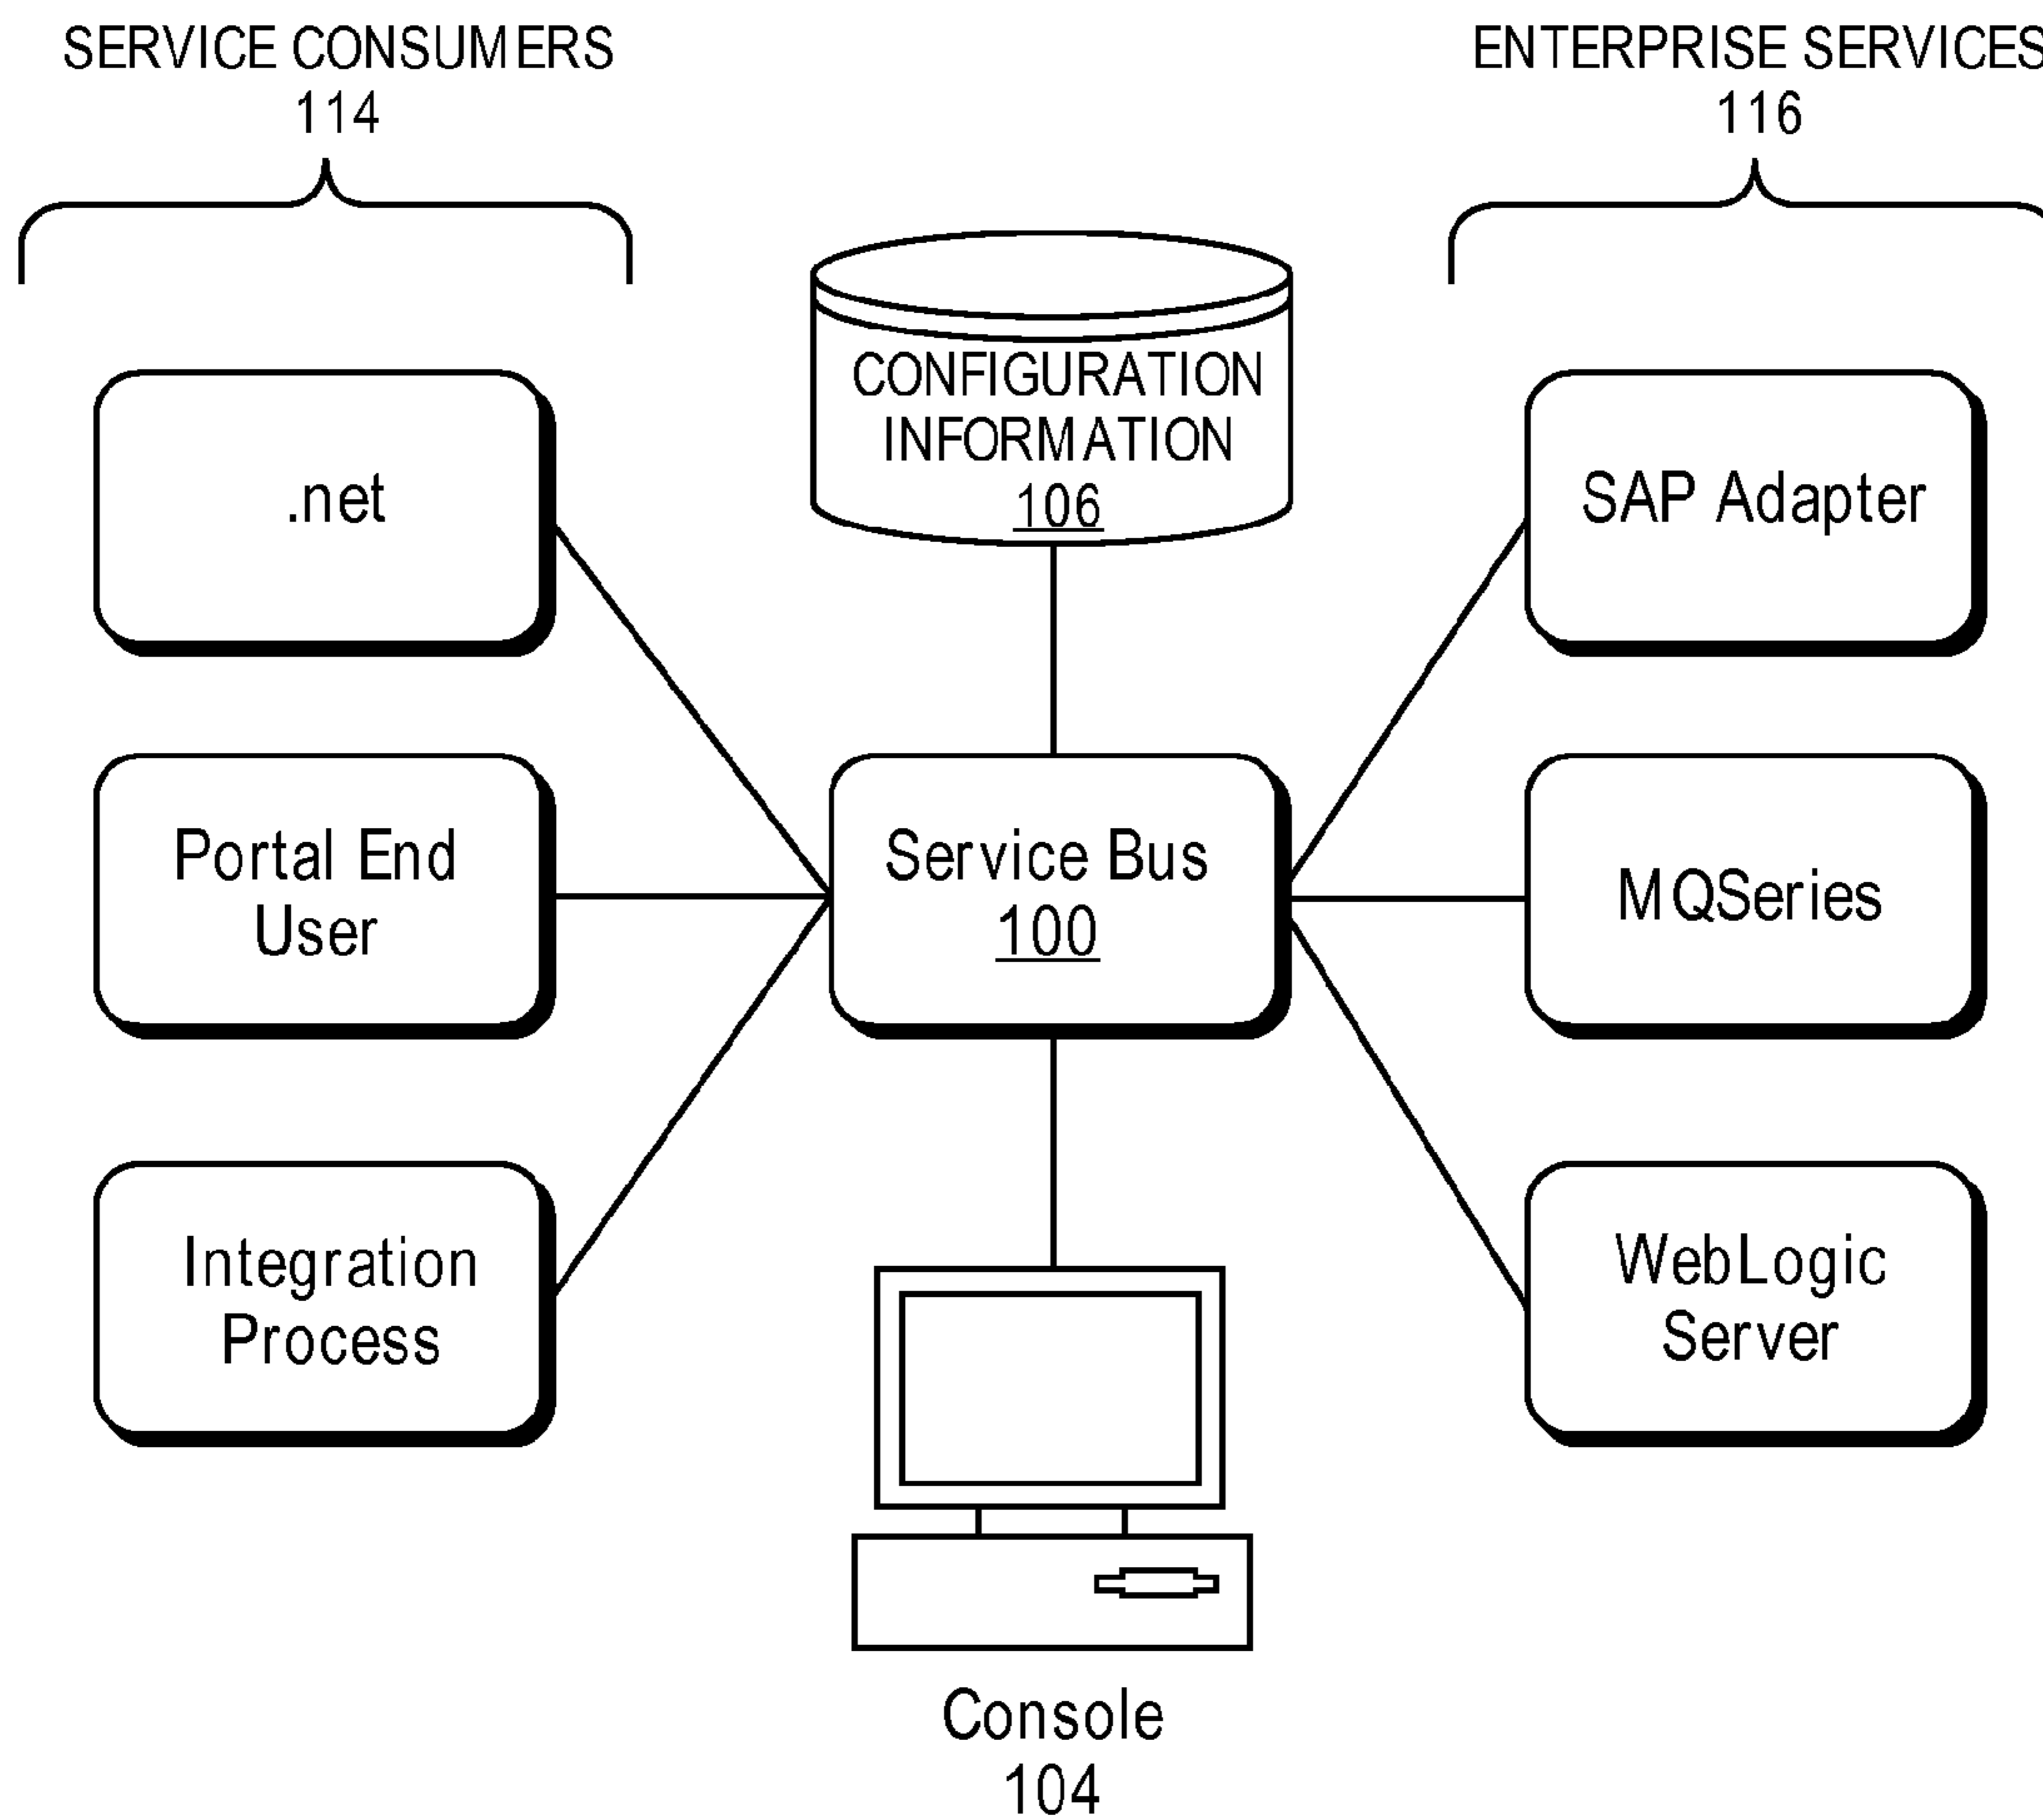 SERVICE CONSUMERS
114
ENTERPRISE SERVICES
116
CONFIGURATION
INFORMATION
106
.net
SAP Adapter
Portal End
User
Service Bus
100
MQSeries
Integration
Process
WebLogic
Server
Console
104